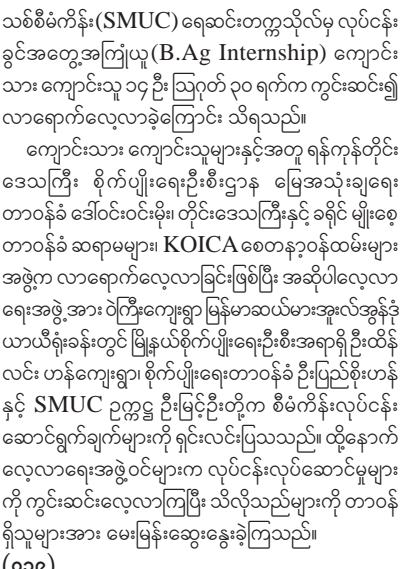 သစ်စီမံကိန်း(SMUC)ရေဆင်းတက္ကသိုလ်မှ လုပ်ငန်း
ခွင်အတွေ့အကြုံယူ(B.Ag Internship) ကျောင်း
သား ကျောင်းသူ ၁၄ ဦး ဩဂုတ် ၃၀ ရက်က ကွင်းဆင်း၍
လာရောက်လေ့လာခဲ့ကြောင်း သိရသည်။
ကျောင်းသား ကျောင်းသူများနှင့်အတူ ရန်ကုန်တိုင်း
ဒေသကြီး စိုက်ပျိုးရေးဦးစီးဌာန မြေအသုံးချရေး
တာဝန်ခံ ဒေါ်ဝင်းဝင်းမိုး၊ တိုင်းဒေသကြီးနှင့် ခရိုင် မျိုးစေ့
တာဝန်ခံ ဆရာမများ၊ KOICA စေတနာ့ဝန်ထမ်းများ
အဖွဲ့က လာရောက်လေ့လာခြင်းဖြစ်ပြီး အဆိုပါလေ့လာ
ရေးအဖွဲ့အား ဝဲကြီးကျေးရွာ မြန်မာဆယ်မားအူးလ်အွန်ဒုံ
ယာယီရုံးခန်းတွင် မြို့နယ်စိုက်ပျိုးရေးဦးစီးအရာရှိ ဦးထိန်
လင်း ဟန်ကျေးရွာ၊ စိုက်ပျိုးရေးတာဝန်ခံ ဦးပြည်စိုးဟန်
နှင့် SMUC ဥက္ကဋ္ဌ ဦးမြင့်ဦးတို့က စီမံကိန်းလုပ်ငန်း
ဆောင်ရွက်ချက်များကို ရှင်းလင်းပြသသည်။ ထို့နောက်
လေ့လာရေးအဖွဲ့ဝင်များက လုပ်ငန်းလုပ်ဆောင်မှုများ
ကို ကွင်းဆင်းလေ့လာကြပြီး သိလိုသည်များကို တာဝန်
ရှိသူများအား မေးမြန်းဆွေးနွေးခဲ့ကြသည်။